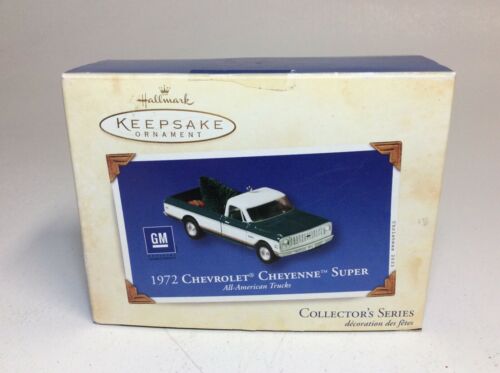 Hallmark
KEEPSAKE
ORNAMENT
GM
1972 CHEVROLET® CHEYENNE™ SUPER
All-American Trucks
COLLECTOR'S SERIES
décoration des fêtes